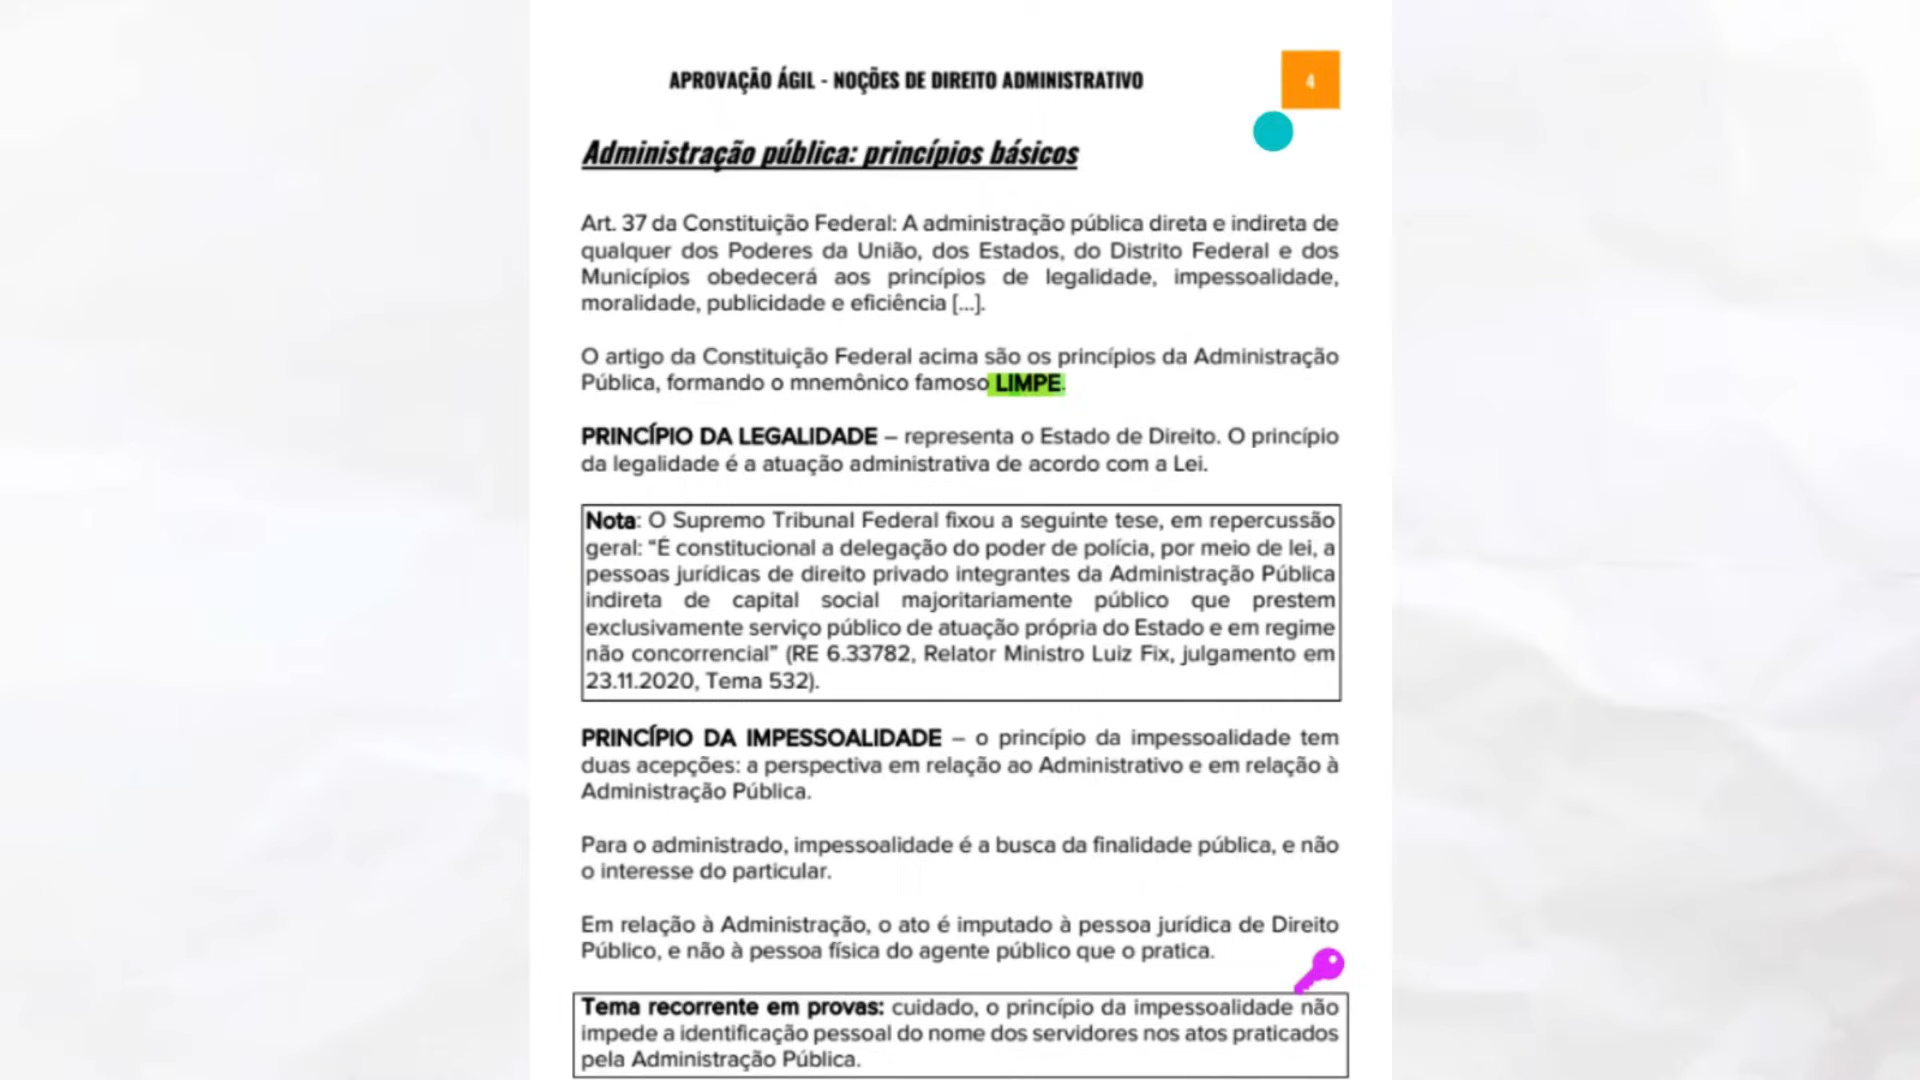 APROVAÇÃO ÁGIL - NOÇÕES DE DIREITO ADMINISTRATIVO
4
Administração pública: princípios básicos
Art. 37 da Constituição Federal: A administração pública direta e indireta de
qualquer dos Poderes da União, dos Estados, do Distrito Federal e dos
Municípios obedecerá aos princípios de legalidade, impessoalidade,
moralidade, publicidade e eficiência [...].
O artigo da Constituição Federal acima são os princípios da Administração
Pública, formando o mnemônico famoso LIMPE.
PRINCÍPIO DA LEGALIDADE – representa o Estado de Direito. O princípio
da legalidade é a atuação administrativa de acordo com a Lei.
Nota: O Supremo Tribunal Federal fixou a seguinte tese, em repercussão
geral: “É constitucional a delegação do poder de polícia, por meio de lei, a
pessoas jurídicas de direito privado integrantes da Administração Pública
indireta de capital social majoritariamente público que prestem
exclusivamente serviço público de atuação própria do Estado e em regime
não concorrencial” (RE 6.33782, Relator Ministro Luiz Fix, julgamento em
23.11.2020, Tema 532).
PRINCÍPIO DA IMPESSOALIDADE – o princípio da impessoalidade tem
duas acepções: a perspectiva em relação ao Administrativo e em relação à
Administração Pública.
Para o administrado, impessoalidade é a busca da finalidade pública, e não
o interesse do particular.
Em relação à Administração, o ato é imputado à pessoa jurídica de Direito
Público, e não à pessoa física do agente público que o pratica.
Tema recorrente em provas: cuidado, o princípio da impessoalidade não
impede a identificação pessoal do nome dos servidores nos atos praticados
pela Administração Pública.